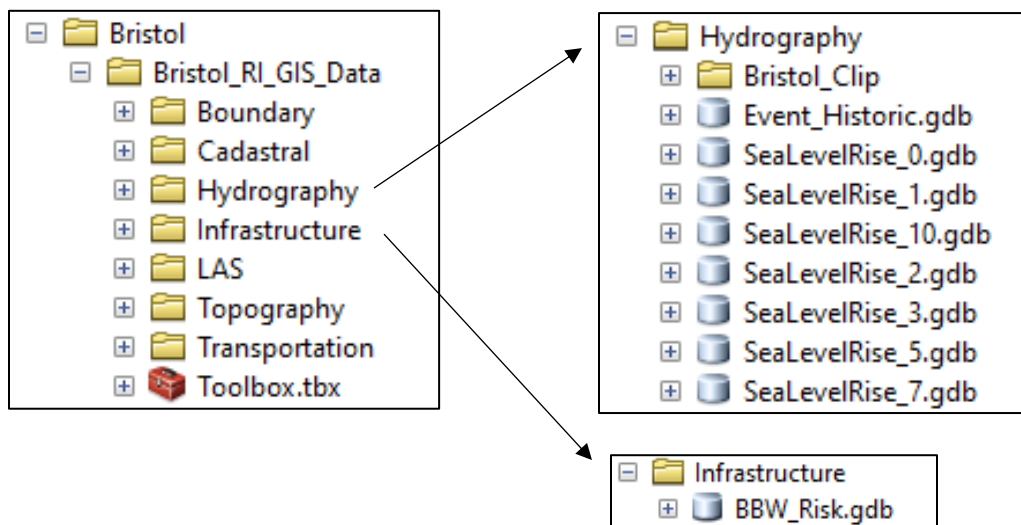 Bristol
Bristol_RI_GIS_Data
Boundary
Cadastral
Hydrography
Infrastructure
LAS
Topography
Transportation
Toolbox.tbx
Hydrography
Bristol_Clip
Event_Historic.gdb
SeaLevelRise_0.gdb
SeaLevelRise_1.gdb
SeaLevelRise_10.gdb
SeaLevelRise_2.gdb
SeaLevelRise_3.gdb
SeaLevelRise_5.gdb
SeaLevelRise_7.gdb
Infrastructure
BBW_Risk.gdb